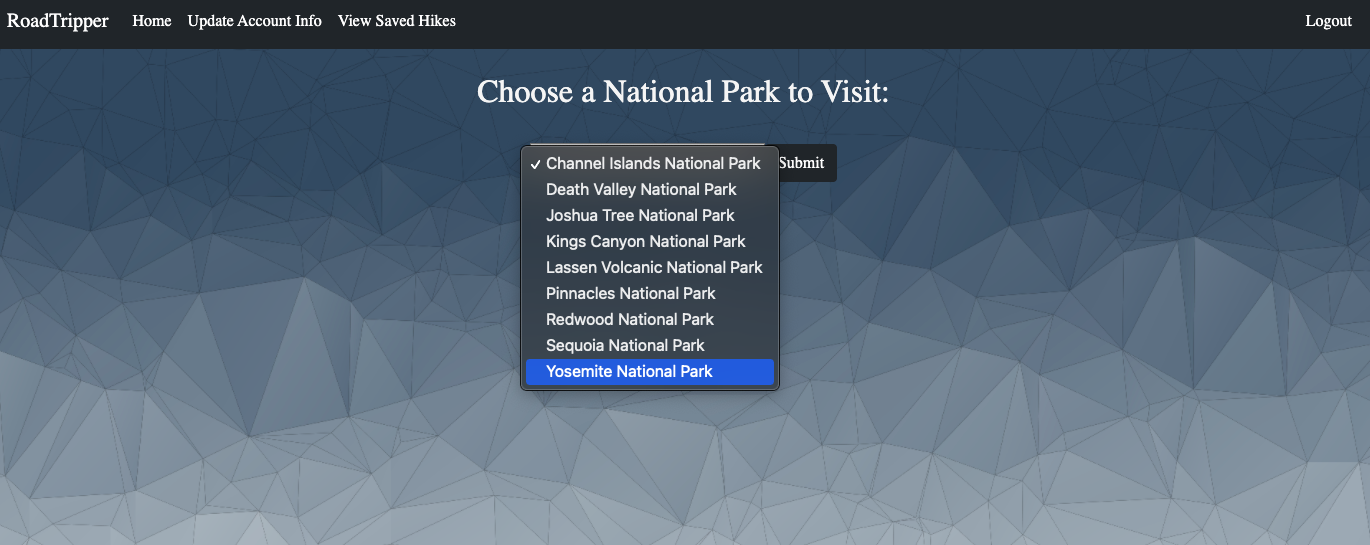 RoadTripper Home Update Account Info View Saved Hikes Logout
Choose a National Park to Visit:
✓ Channel Islands National Park Submit
Death Valley National Park
Joshua Tree National Park
Kings Canyon National Park
Lassen Volcanic National Park
Pinnacles National Park
Redwood National Park
Sequoia National Park
Yosemite National Park